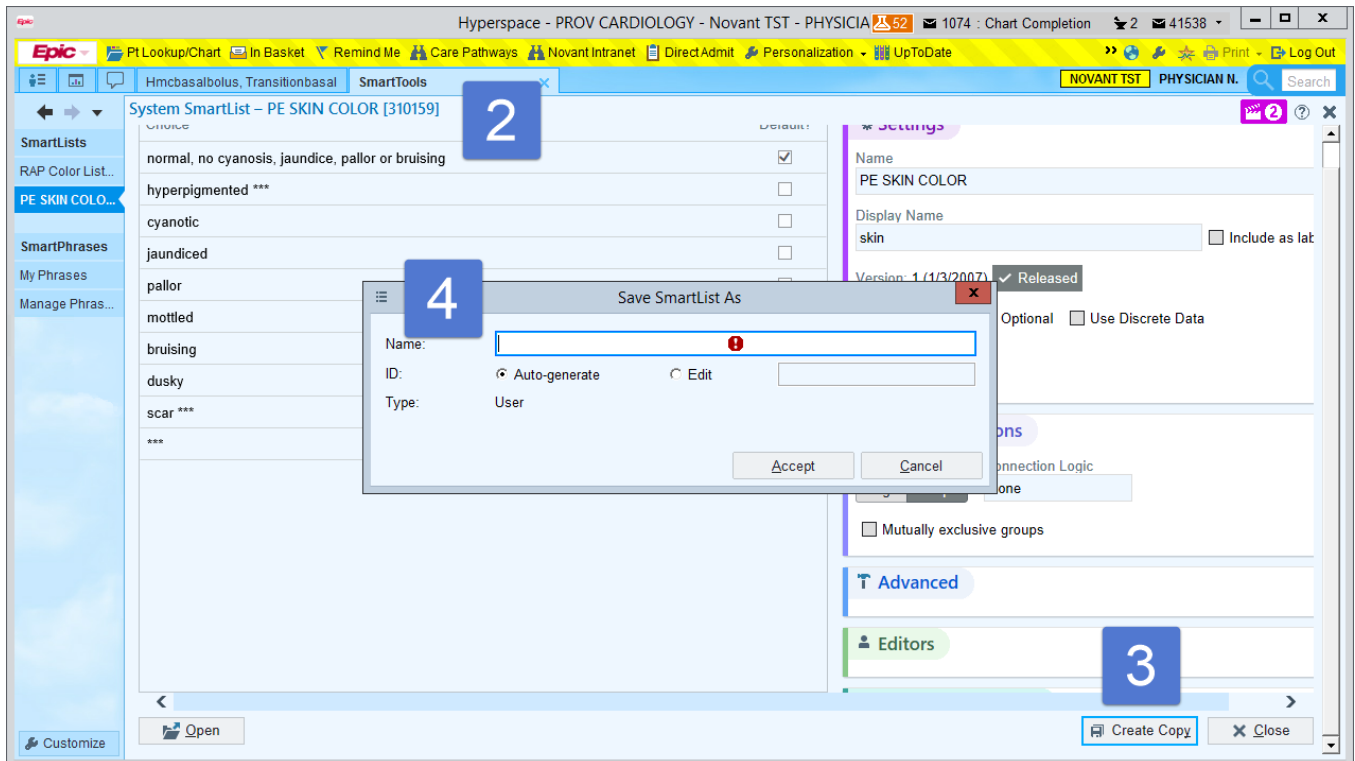 Epic
Hyperspace - PROV CARDIOLOGY - Novant TST - PHYSICIA 52 1074 : Chart Completion 2 41538 X
Epic Pt Lookup/Chart In Basket Remind Me Care Pathways Novant Intranet Direct Admit Personalization UpToDate Print Log Out
Hmcbasalbolus, Transitionbasal SmartTools NOVANT TST PHYSICIAN N. Search
System SmartList – PE SKIN COLOR [310159] 2 2
SmartLists
RAP Color List...
PE SKIN COLO...
SmartPhrases
My Phrases
Manage Phras...
Choice Default?
normal, no cyanosis, jaundice, pallor or bruising
hyperpigmented ***
cyanotic
jaundiced
pallor
mottled
bruising
dusky
scar ***
***
Settings
Name
PE SKIN COLOR
Display Name
skin Include as lab
Version: 1 (1/3/2007) Released
Optional Use Discrete Data
4
Save SmartList As x
Name:
ID: Auto-generate Edit
Type: User
Accept Cancel
ons
onnection Logic
one
Mutually exclusive groups
Advanced
Editors
3
Customize Open Create Copy Close